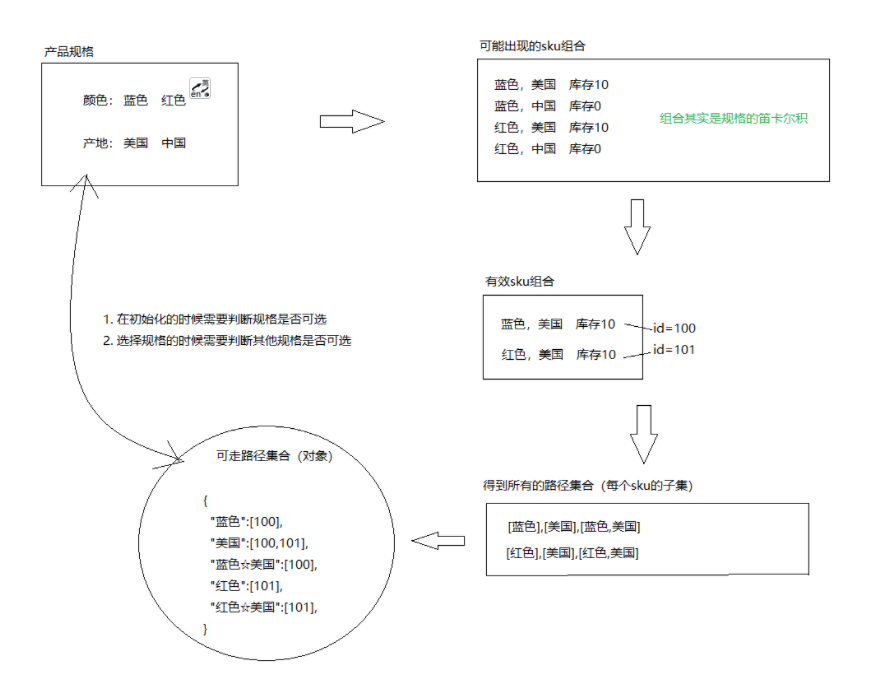 产品规格
颜色： 蓝色 红色
en 英
产地： 美国 中国
可能出现的sku组合
蓝色，美国 库存10
蓝色，中国 库存0
红色，美国 库存10
红色，中国 库存0
组合其实是规格的笛卡尔积
有效sku组合
蓝色，美国 库存10
id=100
红色，美国 库存10
id=101
得到所有的路径集合（每个sku的子集）
[蓝色],[美国],[蓝色,美国]
[红色],[美国],[红色,美国]
1. 在初始化的时候需要判断规格是否可选
2. 选择规格的时候需要判断其他规格是否可选
可走路径集合（对象）
{
"蓝色":[100],
"美国":[100,101],
"蓝色☆美国":[100],
"红色":[101],
"红色☆美国":[101],
}